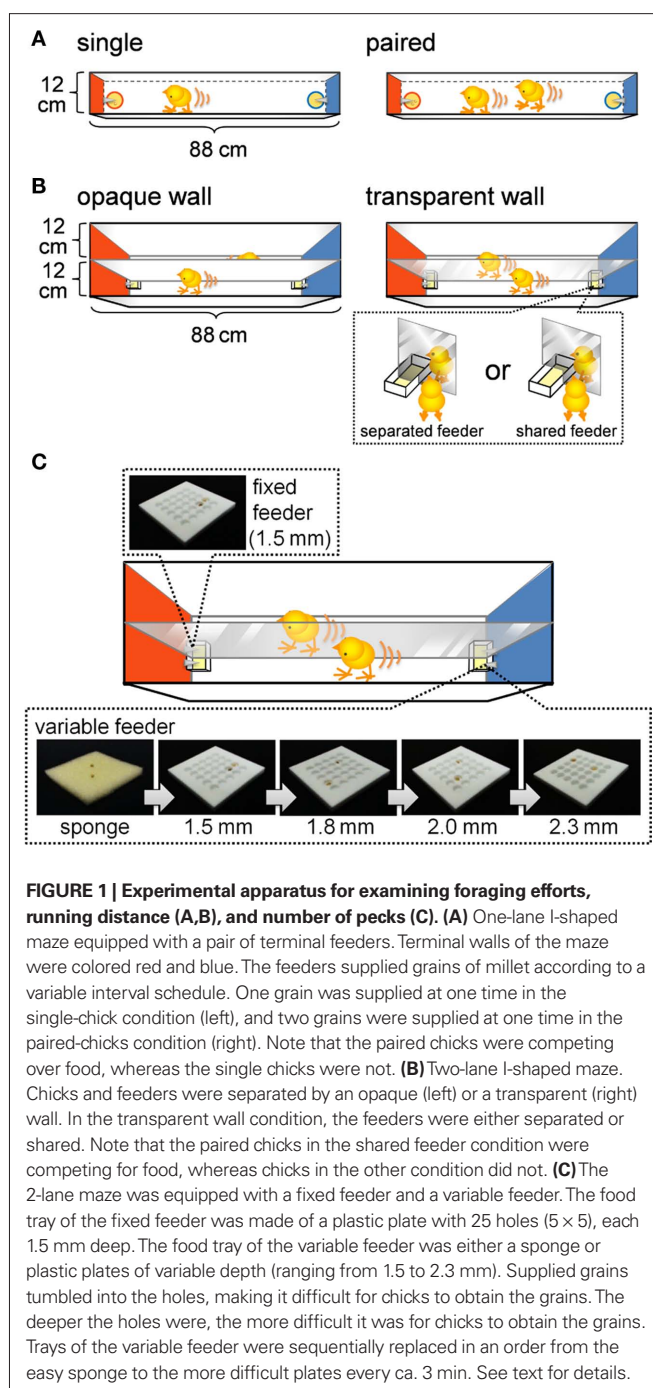 A single paired
12
cm
88 cm
B opaque wall transparent wall
12
cm
12
cm
88 cm
or
separated feeder shared feeder
C
fixed
feeder
(1.5 mm)
variable feeder
sponge 1.5 mm 1.8 mm 2.0 mm 2.3 mm
FIGURE 1 | Experimental apparatus for examining foraging efforts,
running distance (A,B), and number of pecks (C). (A) One-lane I-shaped
maze equipped with a pair of terminal feeders. Terminal walls of the maze
were colored red and blue. The feeders supplied grains of millet according to a
variable interval schedule. One grain was supplied at one time in the
single-chick condition (left), and two grains were supplied at one time in the
paired-chicks condition (right). Note that the paired chicks were competing
over food, whereas the single chicks were not. (B) Two-lane I-shaped maze.
Chicks and feeders were separated by an opaque (left) or a transparent (right)
wall. In the transparent wall condition, the feeders were either separated or
shared. Note that the paired chicks in the shared feeder condition were
competing for food, whereas chicks in the other condition did not. (C) The
2-lane maze was equipped with a fixed feeder and a variable feeder. The food
tray of the fixed feeder was made of a plastic plate with 25 holes (5 × 5), each
1.5 mm deep. The food tray of the variable feeder was either a sponge or
plastic plates of variable depth (ranging from 1.5 to 2.3 mm). Supplied grains
tumbled into the holes, making it difficult for chicks to obtain the grains. The
deeper the holes were, the more difficult it was for chicks to obtain the grains.
Trays of the variable feeder were sequentially replaced in an order from the
easy sponge to the more difficult plates every ca. 3 min. See text for details.